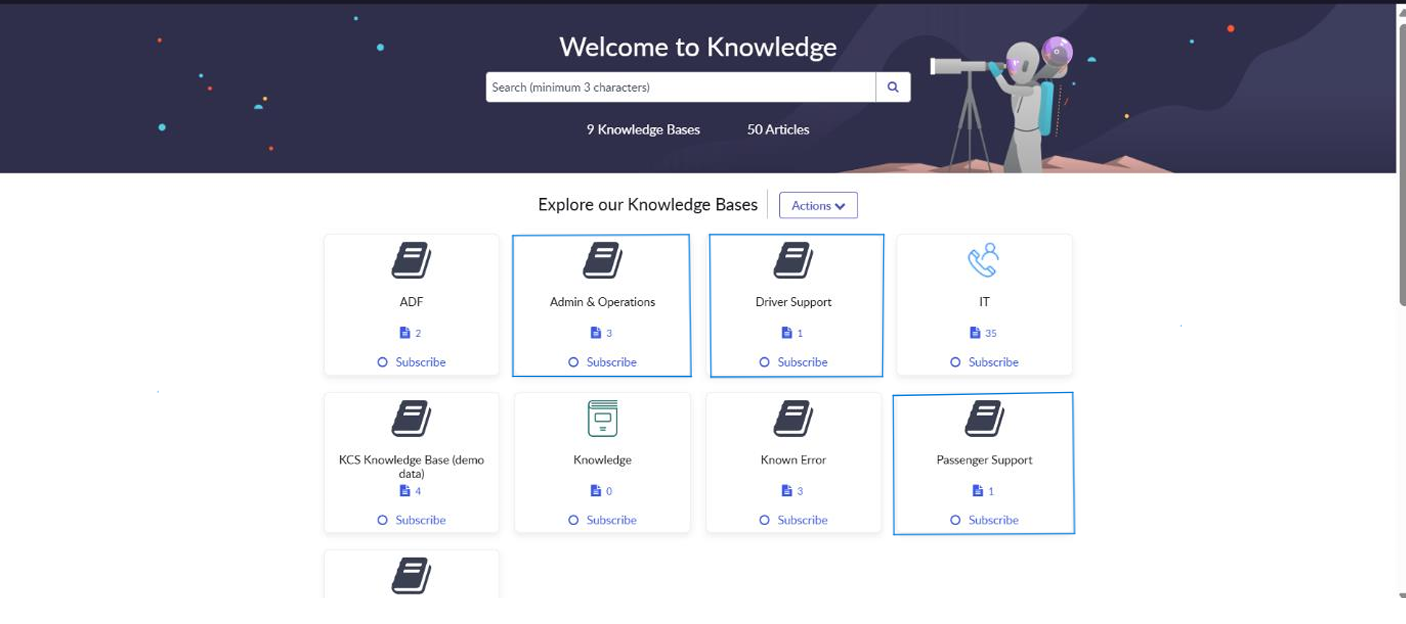 Welcome to Knowledge
Search (minimum 3 characters)
9 Knowledge Bases 50 Articles
Explore our Knowledge Bases Actions
ADF Admin & Operations Driver Support IT
2 3 1 35
Subscribe Subscribe Subscribe Subscribe
KCS Knowledge Base (demo data) Knowledge Known Error Passenger Support
4 0 3 1
Subscribe Subscribe Subscribe Subscribe